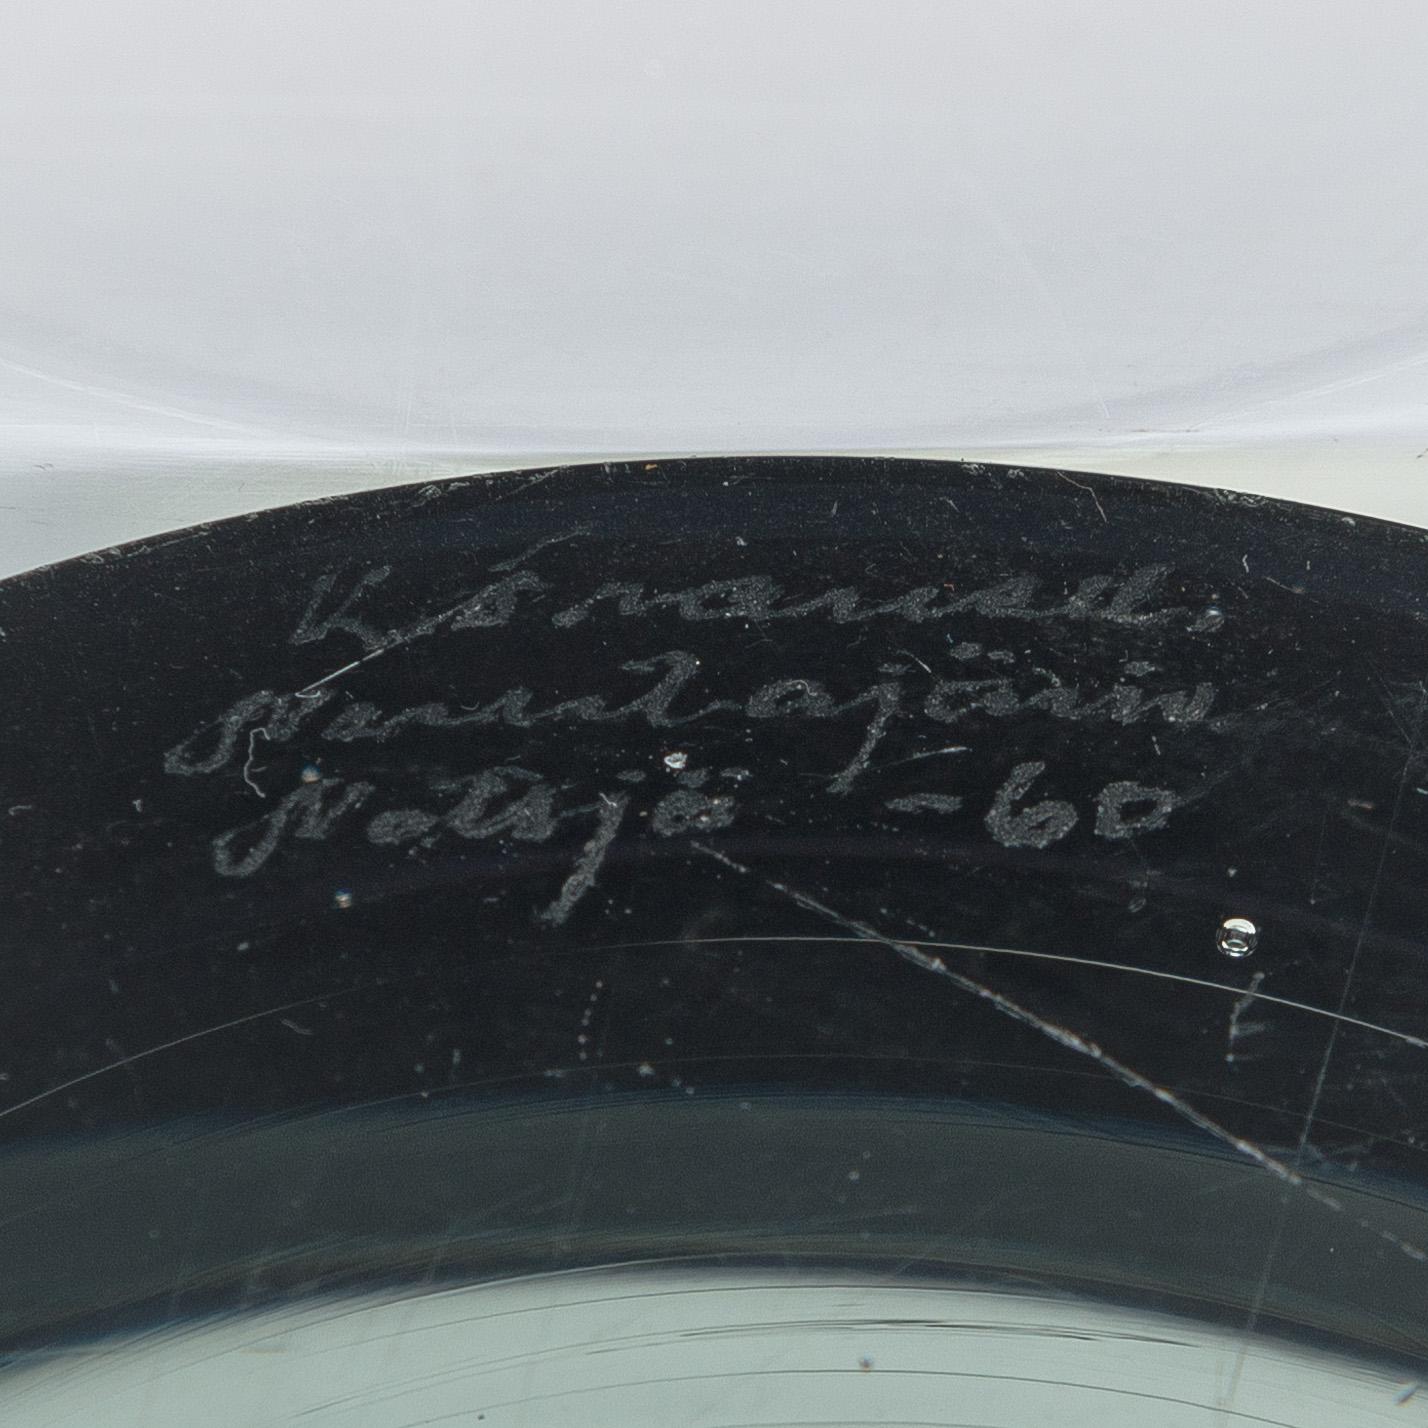 K Franck.
Nuutajärvi
Notsjö -60